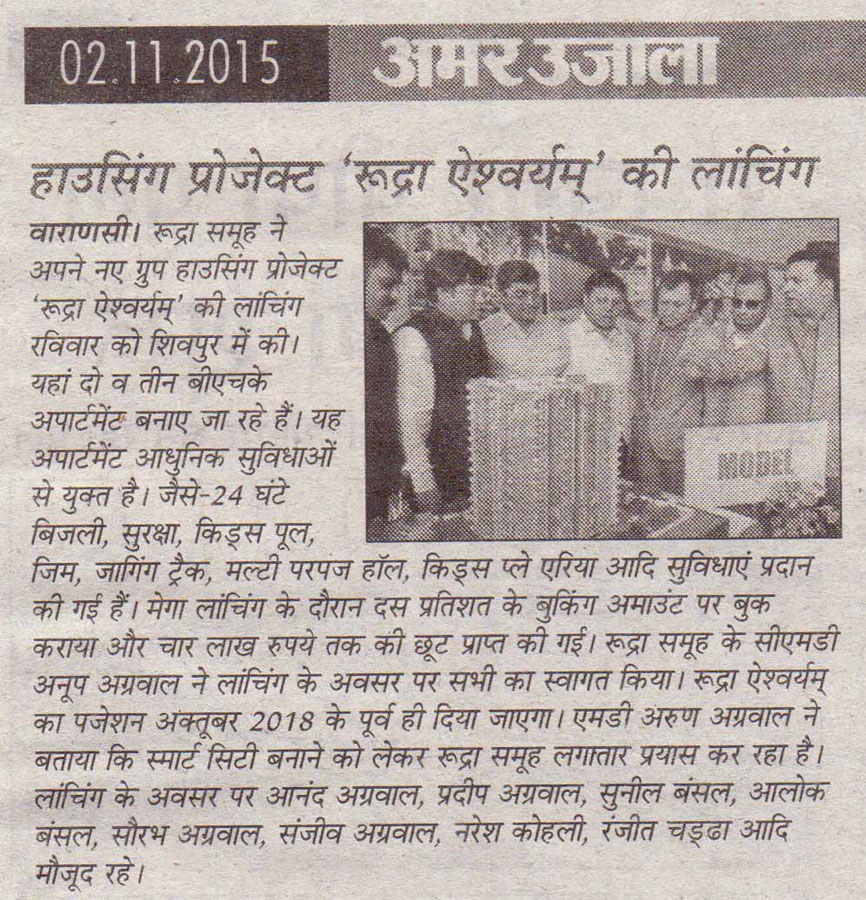 02.11.2015
अमर उजाला
हाउसिंग प्रोजेक्ट 'रूद्रा ऐश्वर्यम्' की लांचिंग
वाराणसी। रूद्रा समूह ने
अपने नए ग्रुप हाउसिंग प्रोजेक्ट
'रूद्रा ऐश्वर्यम्' की लांचिंग
रविवार को शिवपुर में की।
यहां दो व तीन बीएचके
अपार्टमेंट बनाए जा रहे हैं। यह
अपार्टमेंट आधुनिक सुविधाओं
से युक्त है। जैसे-24 घंटे
बिजली, सुरक्षा, किड्स पूल,
जिम, जागिंग ट्रैक, मल्टी परपज हॉल, किड्स प्ले एरिया आदि सुविधाएं प्रदान
की गई हैं। मेगा लांचिंग के दौरान दस प्रतिशत के बुकिंग अमाउंट पर बुक
कराया और चार लाख रुपये तक की छूट प्राप्त की गई। रूद्रा समूह के सीएमडी
अनूप अग्रवाल ने लांचिंग के अवसर पर सभी का स्वागत किया। रूद्रा ऐश्वर्यम्
का पजेशन अक्तूबर 2018 के पूर्व ही दिया जाएगा। एमडी अरुण अग्रवाल ने
बताया कि स्मार्ट सिटी बनाने को लेकर रूद्रा समूह लगातार प्रयास कर रहा है।
लांचिंग के अवसर पर आनंद अग्रवाल, प्रदीप अग्रवाल, सुनील बंसल, आलोक
बंसल, सौरभ अग्रवाल, संजीव अग्रवाल, नरेश कोहली, रंजीत चड्ढा आदि
मौजूद रहे।
MODEL